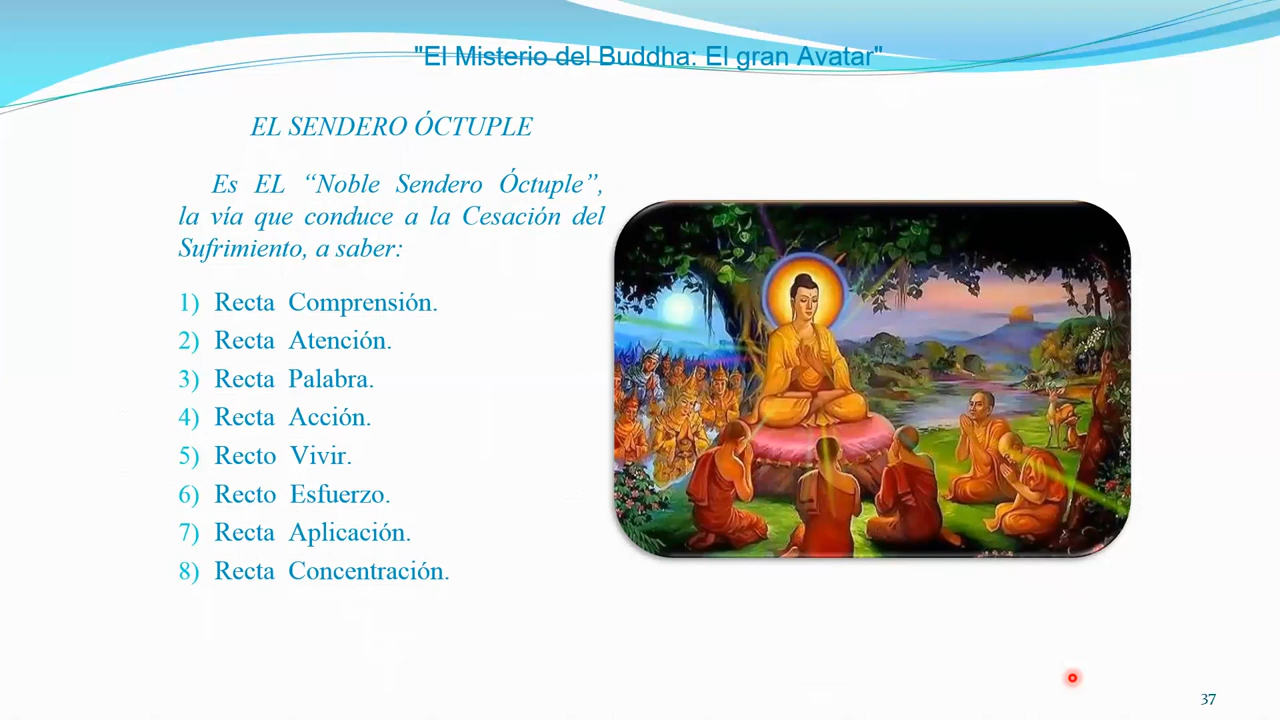 "El Misterio del Buddha: El gran Avatar"
EL SENDERO ÓCTUPLE
Es EL “Noble Sendero Óctuple”,
la vía que conduce a la Cesación del
Sufrimiento, a saber:
1) Recta Comprensión.
2) Recta Atención.
3) Recta Palabra.
4) Recta Acción.
5) Recto Vivir.
6) Recto Esfuerzo.
7) Recta Aplicación.
8) Recta Concentración.
37